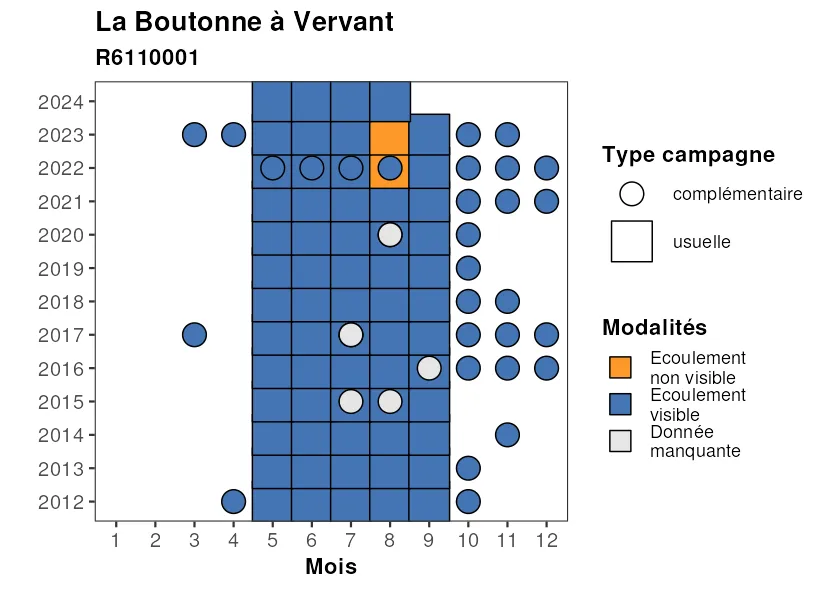 La Boutonne à Vervant
R6110001
2024
2023
2022
2021
2020
2019
2018
2017
2016
2015
2014
2013
2012
1 2 3 4 5 6 7 8 9 10 11 12
Mois
Type campagne
complémentaire
usuelle
Modalités
Ecoulement
non visible
Ecoulement
visible
Donnée
manquante